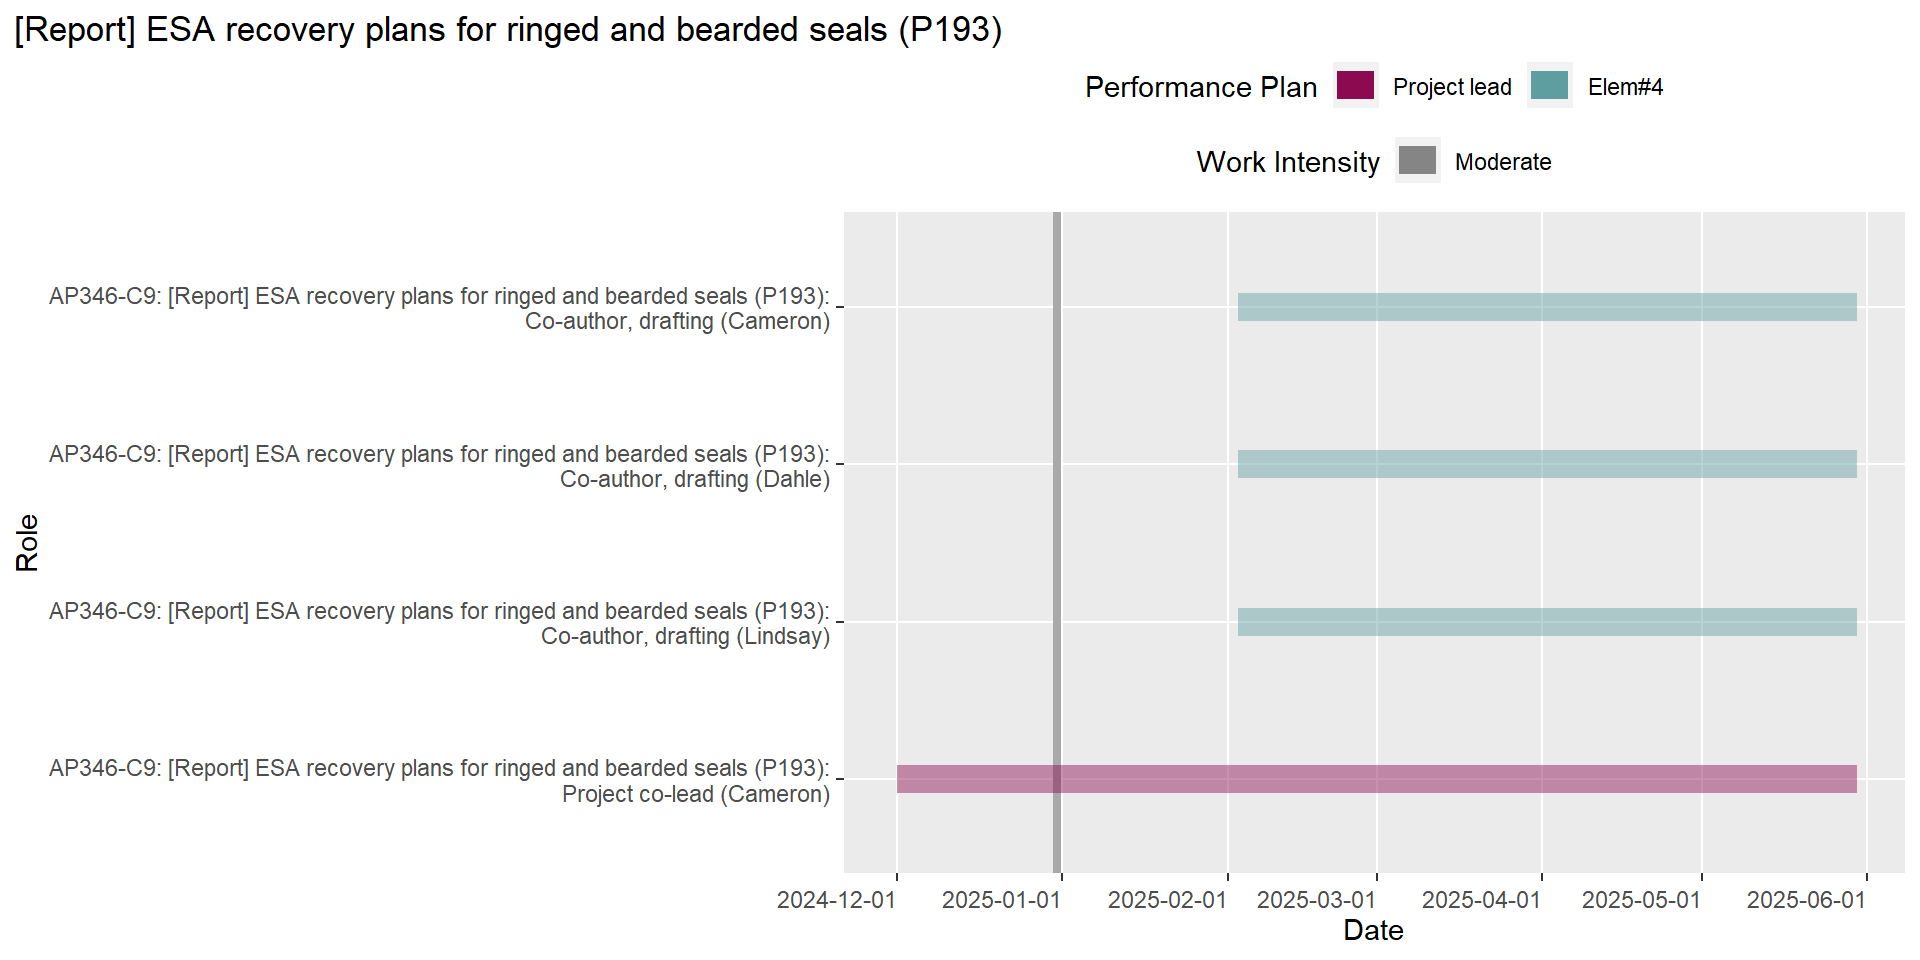 [Report] ESA recovery plans for ringed and bearded seals (P193)
Performance Plan Project lead Elem#4
Work Intensity Moderate
AP346-C9: [Report] ESA recovery plans for ringed and bearded seals (P193):
Co-author, drafting (Cameron)
AP346-C9: [Report] ESA recovery plans for ringed and bearded seals (P193):
Co-author, drafting (Dahle)
AP346-C9: [Report] ESA recovery plans for ringed and bearded seals (P193):
Co-author, drafting (Lindsay)
AP346-C9: [Report] ESA recovery plans for ringed and bearded seals (P193):
Project co-lead (Cameron)
Role
2024-12-01 2025-01-01 2025-02-01 2025-03-01 2025-04-01 2025-05-01 2025-06-01
Date